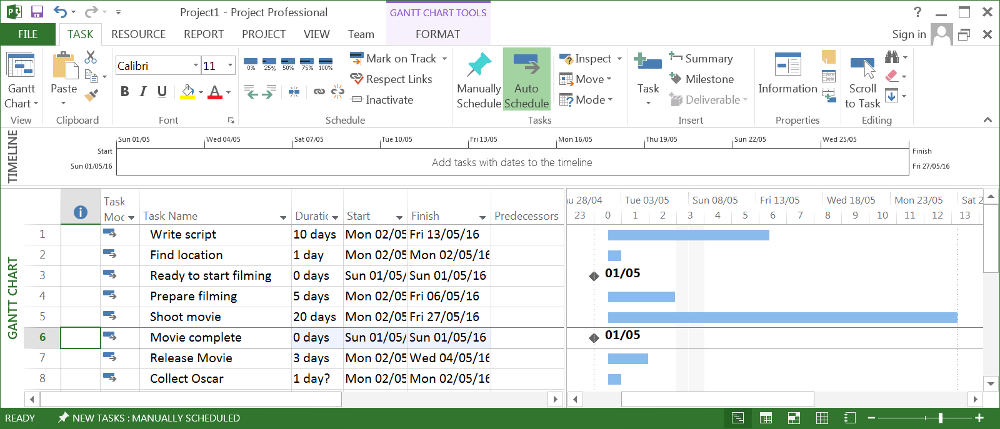 Project1 - Project Professional
GANTT CHART TOOLS
?
FILE TASK RESOURCE REPORT PROJECT VIEW Team FORMAT Sign in
Gantt Chart
View
Paste
Clipboard
Calibri 11
B I U A
Font
0% 25% 50% 75% 100%
Mark on Track
Respect Links
Inactivate
Schedule
Manually Schedule
Auto Schedule
Inspect
Move
Mode
Tasks
Task
Summary
Milestone
Deliverable
Insert
Information
Properties
Scroll to Task
Editing
TIMELINE
Sun 01/05 Wed 04/05 Sat 07/05 Tue 10/05 Fri 13/05 Mon 16/05 Thu 19/05 Sun 22/05 Wed 25/05
Start
Sun 01/05/16
Add tasks with dates to the timeline
Finish
Fri 27/05/16
GANTT CHART
Task Moc Task Name Duratic Start Finish Predecessors
1 Write script 10 days Mon 02/05 Fri 13/05/16
2 Find location 1 day Mon 02/05 Mon 02/05/16
3 Ready to start filming 0 days Sun 01/05/ Sun 01/05/16
4 Prepare filming 5 days Mon 02/05 Fri 06/05/16
5 Shoot movie 20 days Mon 02/05 Fri 27/05/16
6 Movie complete 0 days Sun 01/05/ Sun 01/05/16
7 Release Movie 3 days Mon 02/05 Wed 04/05/16
8 Collect Oscar 1 day? Mon 02/05 Mon 02/05/16
u 28/04 Tue 03/05 Sun 08/05 Fri 13/05 Wed 18/05 Mon 23/05 Sat 2
23 0 1 2 3 4 5 6 7 8 9 10 11 12 13
01/05
01/05
READY NEW TASKS : MANUALLY SCHEDULED